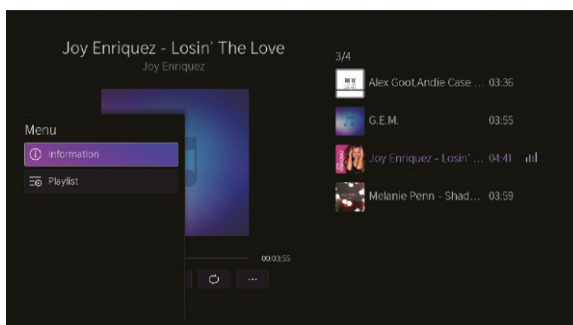 Joy Enriquez - Losin' The Love
Joy Enriquez
3/4
Alex Goot,Andie Case ... 03:36
G.E.M. 03:55
Joy Enriquez - Losin' ... 04:41
Melanie Penn - Shad... 03:59
Menu
Information
Playlist
00:03:55